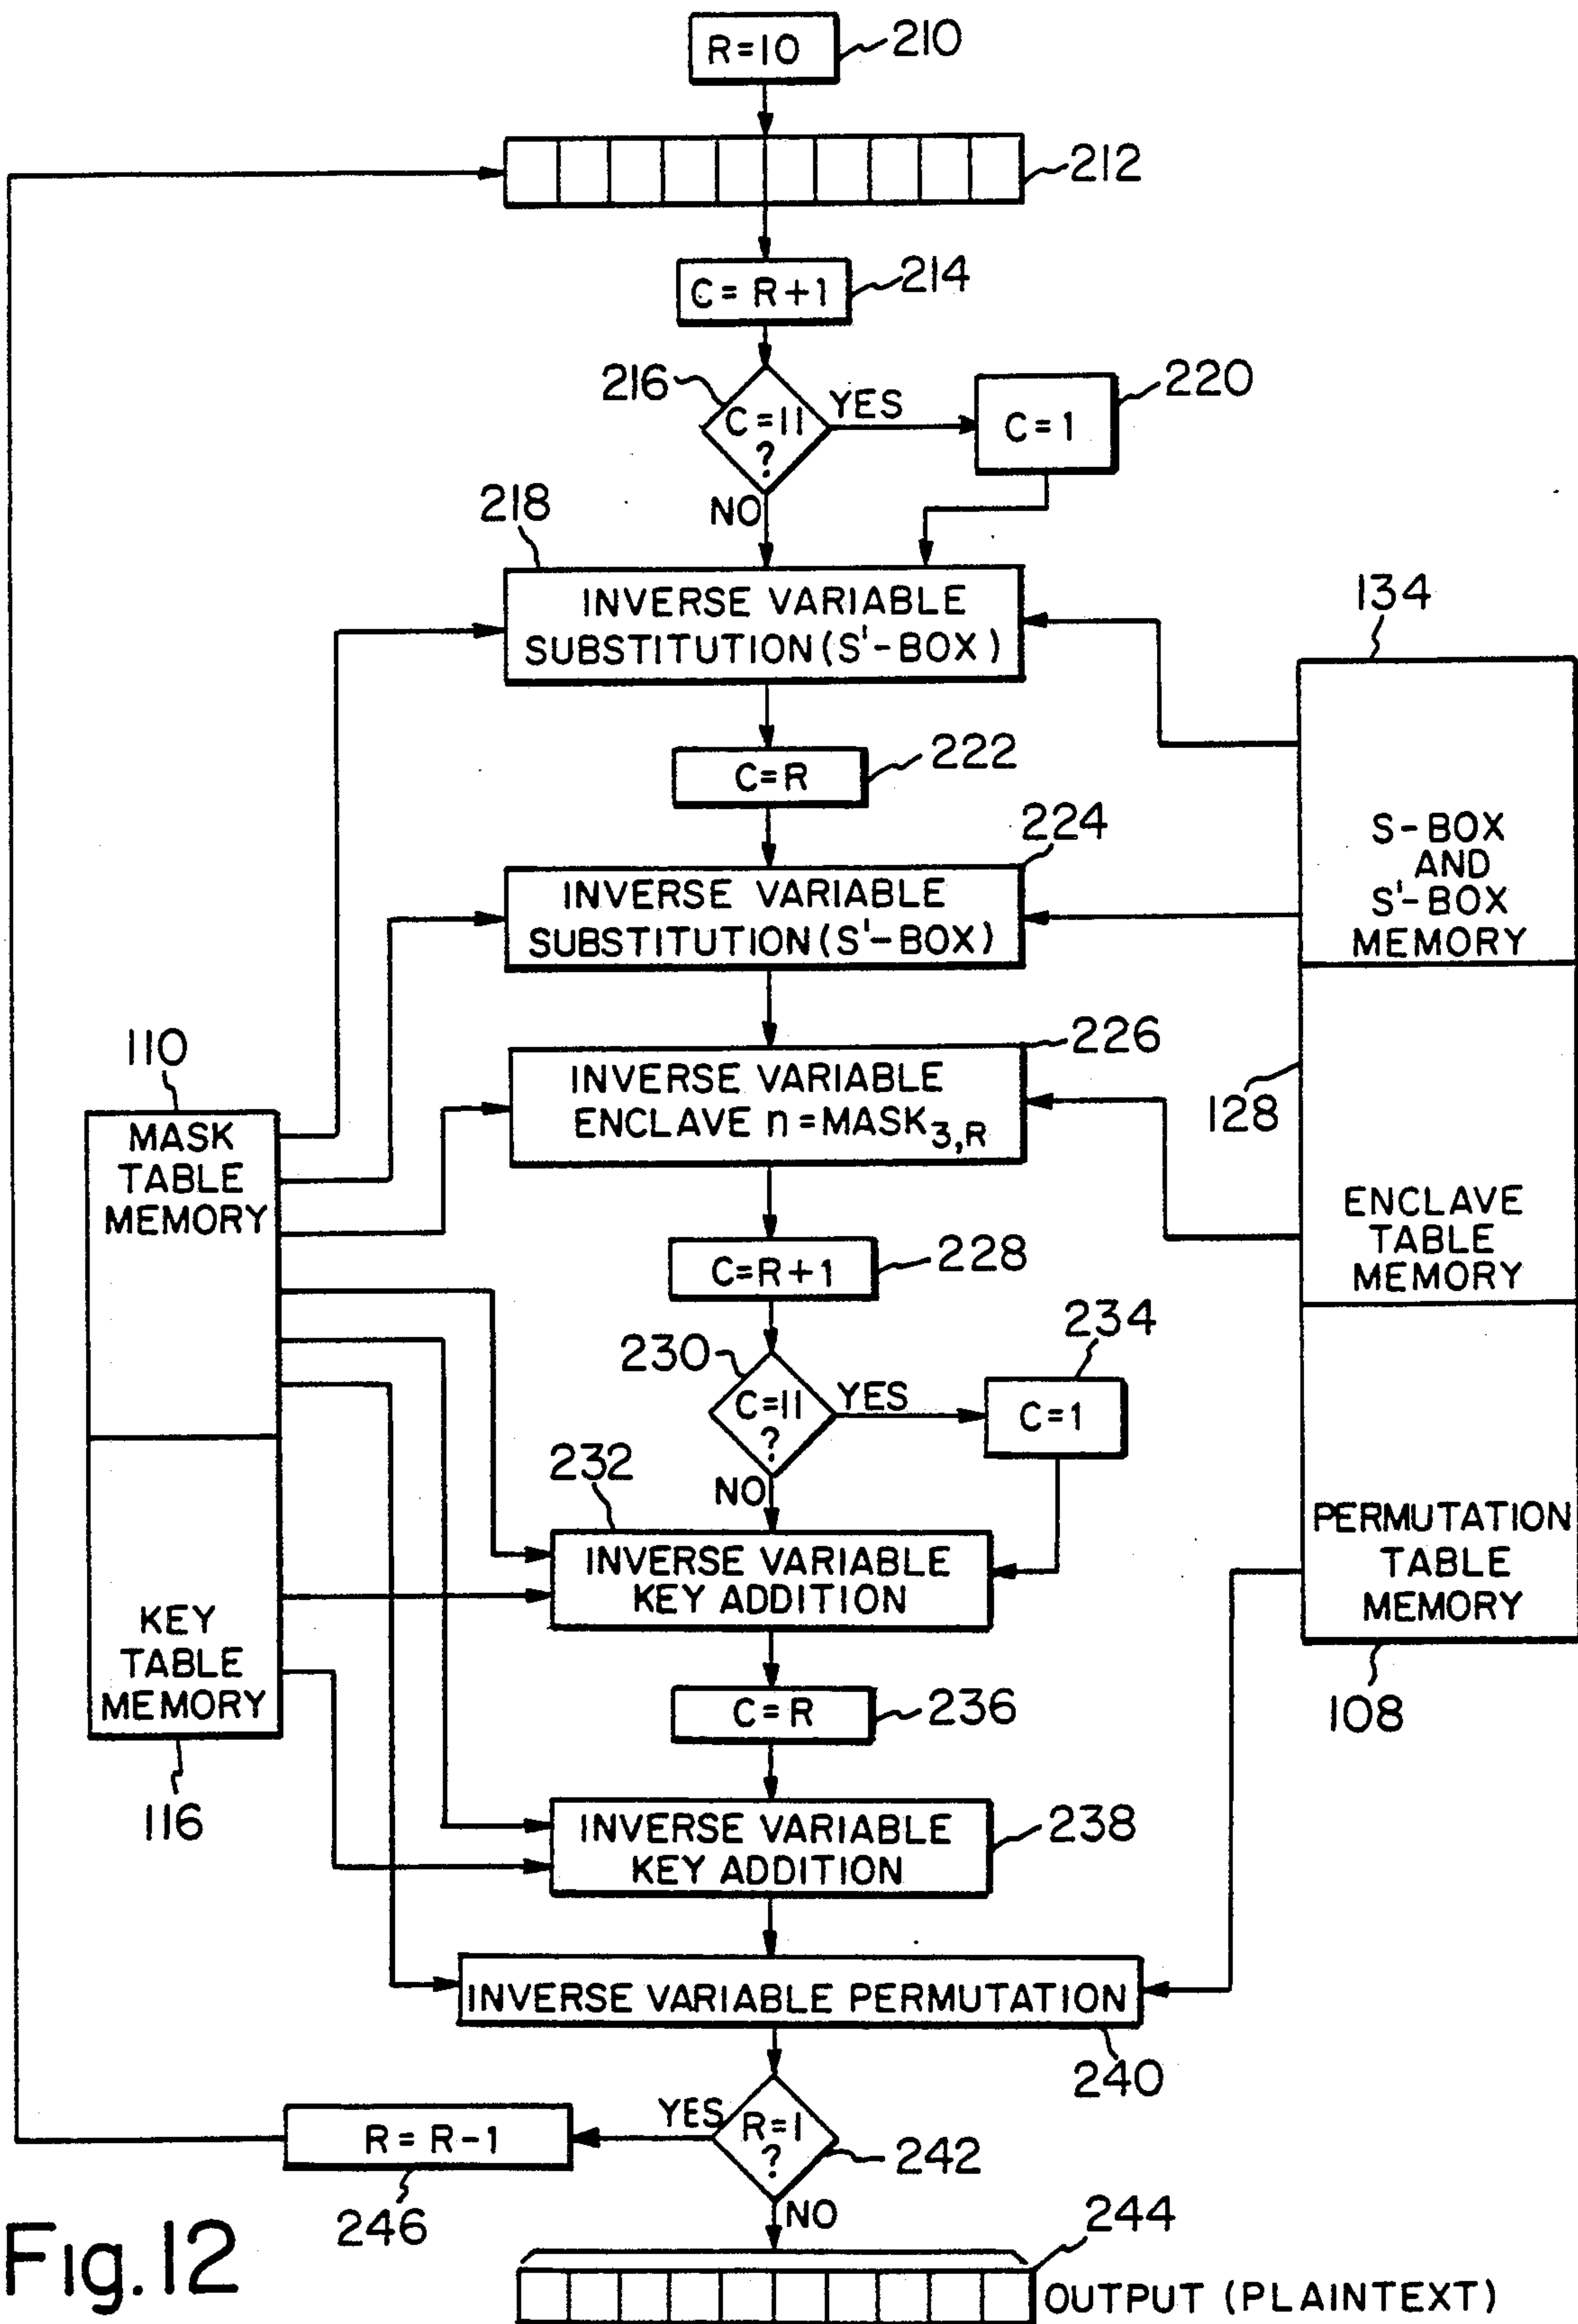 R=10
210
212
C=R+1
214
216
C=11
?
YES
C=1
220
NO
218
INVERSE VARIABLE
SUBSTITUTION (S'-BOX)
134
C=R
222
S-BOX
AND
S'-BOX
MEMORY
224
INVERSE VARIABLE
SUBSTITUTION (S'-BOX)
110
226
INVERSE VARIABLE
ENCLAVE n=MASK3,R
128
MASK
TABLE
MEMORY
ENCLAVE
TABLE
MEMORY
C=R+1
228
230
C=11
?
YES
C=1
234
NO
232
INVERSE VARIABLE
KEY ADDITION
PERMUTATION
TABLE
MEMORY
KEY
TABLE
MEMORY
C=R
236
108
116
INVERSE VARIABLE
KEY ADDITION
238
INVERSE VARIABLE PERMUTATION
240
R=R-1
YES
R=1
?
242
246
NO
244
Fig.12
OUTPUT (PLAINTEXT)